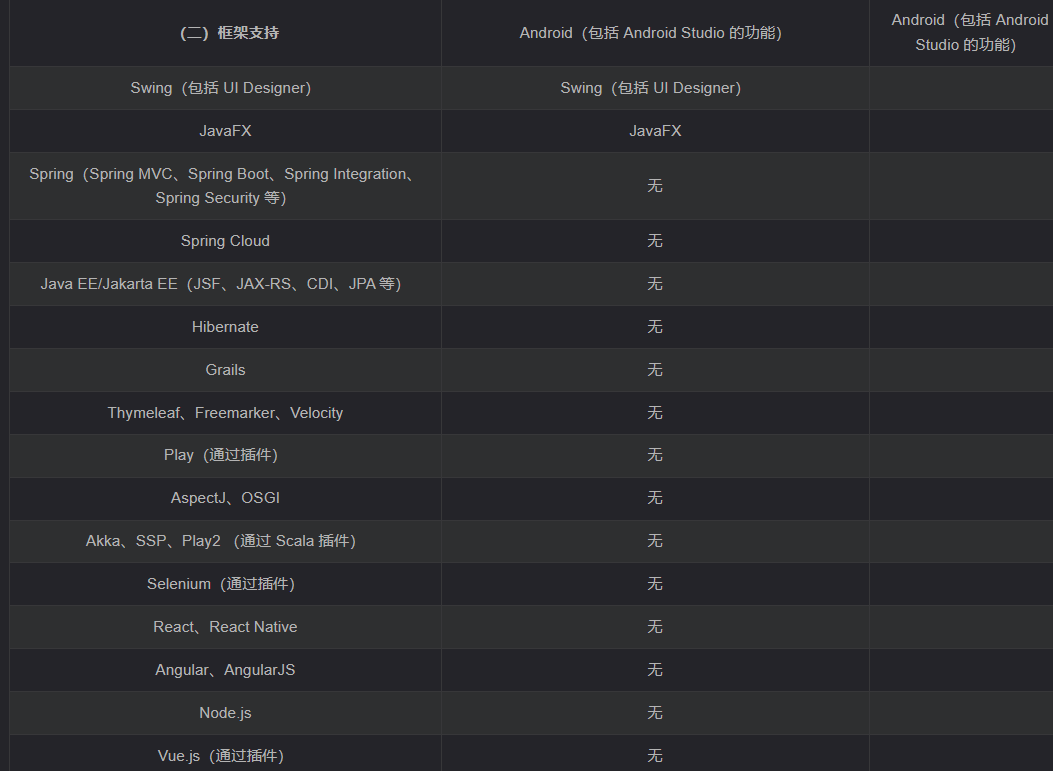 （二）框架支持
Android（包括 Android Studio 的功能）
Android（包括 Android
Studio 的功能）
Swing（包括 UI Designer）
Swing（包括 UI Designer）
JavaFX
JavaFX
Spring（Spring MVC、Spring Boot、Spring Integration、
Spring Security 等）
无
Spring Cloud
无
Java EE/Jakarta EE（JSF、JAX-RS、CDI、JPA 等）
无
Hibernate
无
Grails
无
Thymeleaf、Freemarker、Velocity
无
Play（通过插件）
无
AspectJ、OSGI
无
Akka、SSP、Play2 （通过 Scala 插件）
无
Selenium（通过插件）
无
React、React Native
无
Angular、AngularJS
无
Node.js
无
Vue.js（通过插件）
无